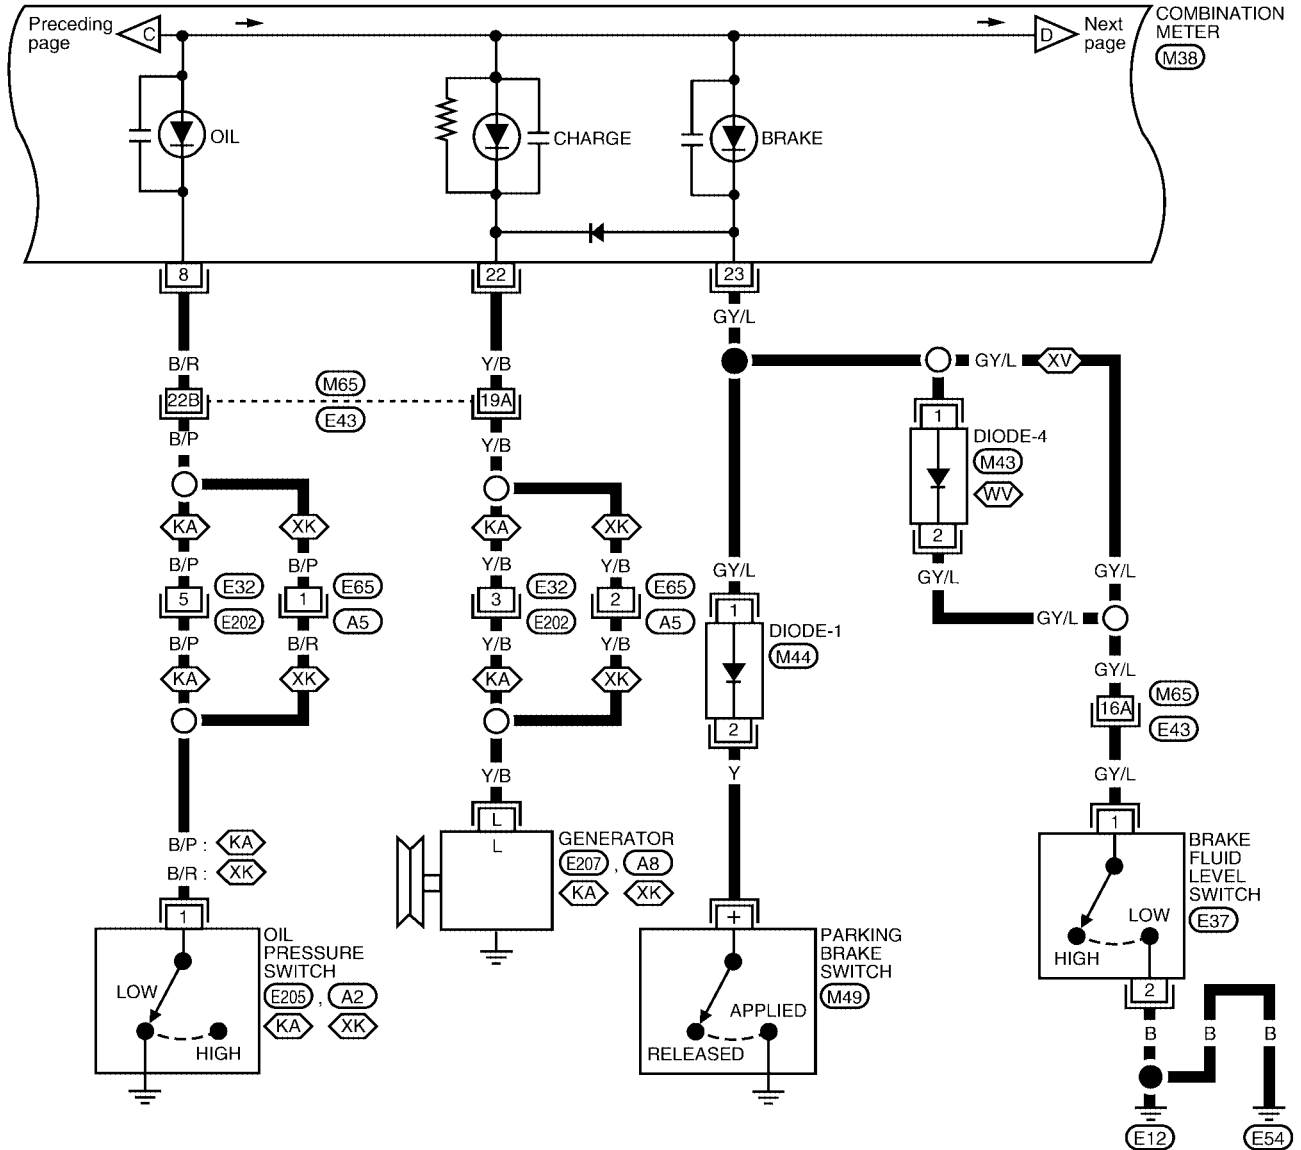 Preceding
page
C
D
Next
page
COMBINATION
METER
M38
OIL
CHARGE
BRAKE
8
22
23
GY/L
B/R
Y/B
GY/L
XV
M65
22B
19A
E43
1
DIODE-4
M43
WV
B/P
Y/B
KA
XK
KA
XK
2
B/P
B/P
Y/B
Y/B
GY/L
GY/L
GY/L
5
E32
1
E65
3
E32
2
E65
1
E202
A5
E202
A5
GY/L
DIODE-1
M44
B/P
B/R
Y/B
Y/B
GY/L
KA
XK
KA
XK
M65
16A
E43
2
Y/B
Y
GY/L
L
L
1
B/P : KA
B/R : XK
GENERATOR
E207 , A8
KA
XK
BRAKE
FLUID
LEVEL
SWITCH
E37
LOW
HIGH
1
OIL
PRESSURE
SWITCH
E205 , A2
KA
XK
LOW
HIGH
+
PARKING
BRAKE
SWITCH
M49
APPLIED
RELEASED
2
B
B
B
E12
E54